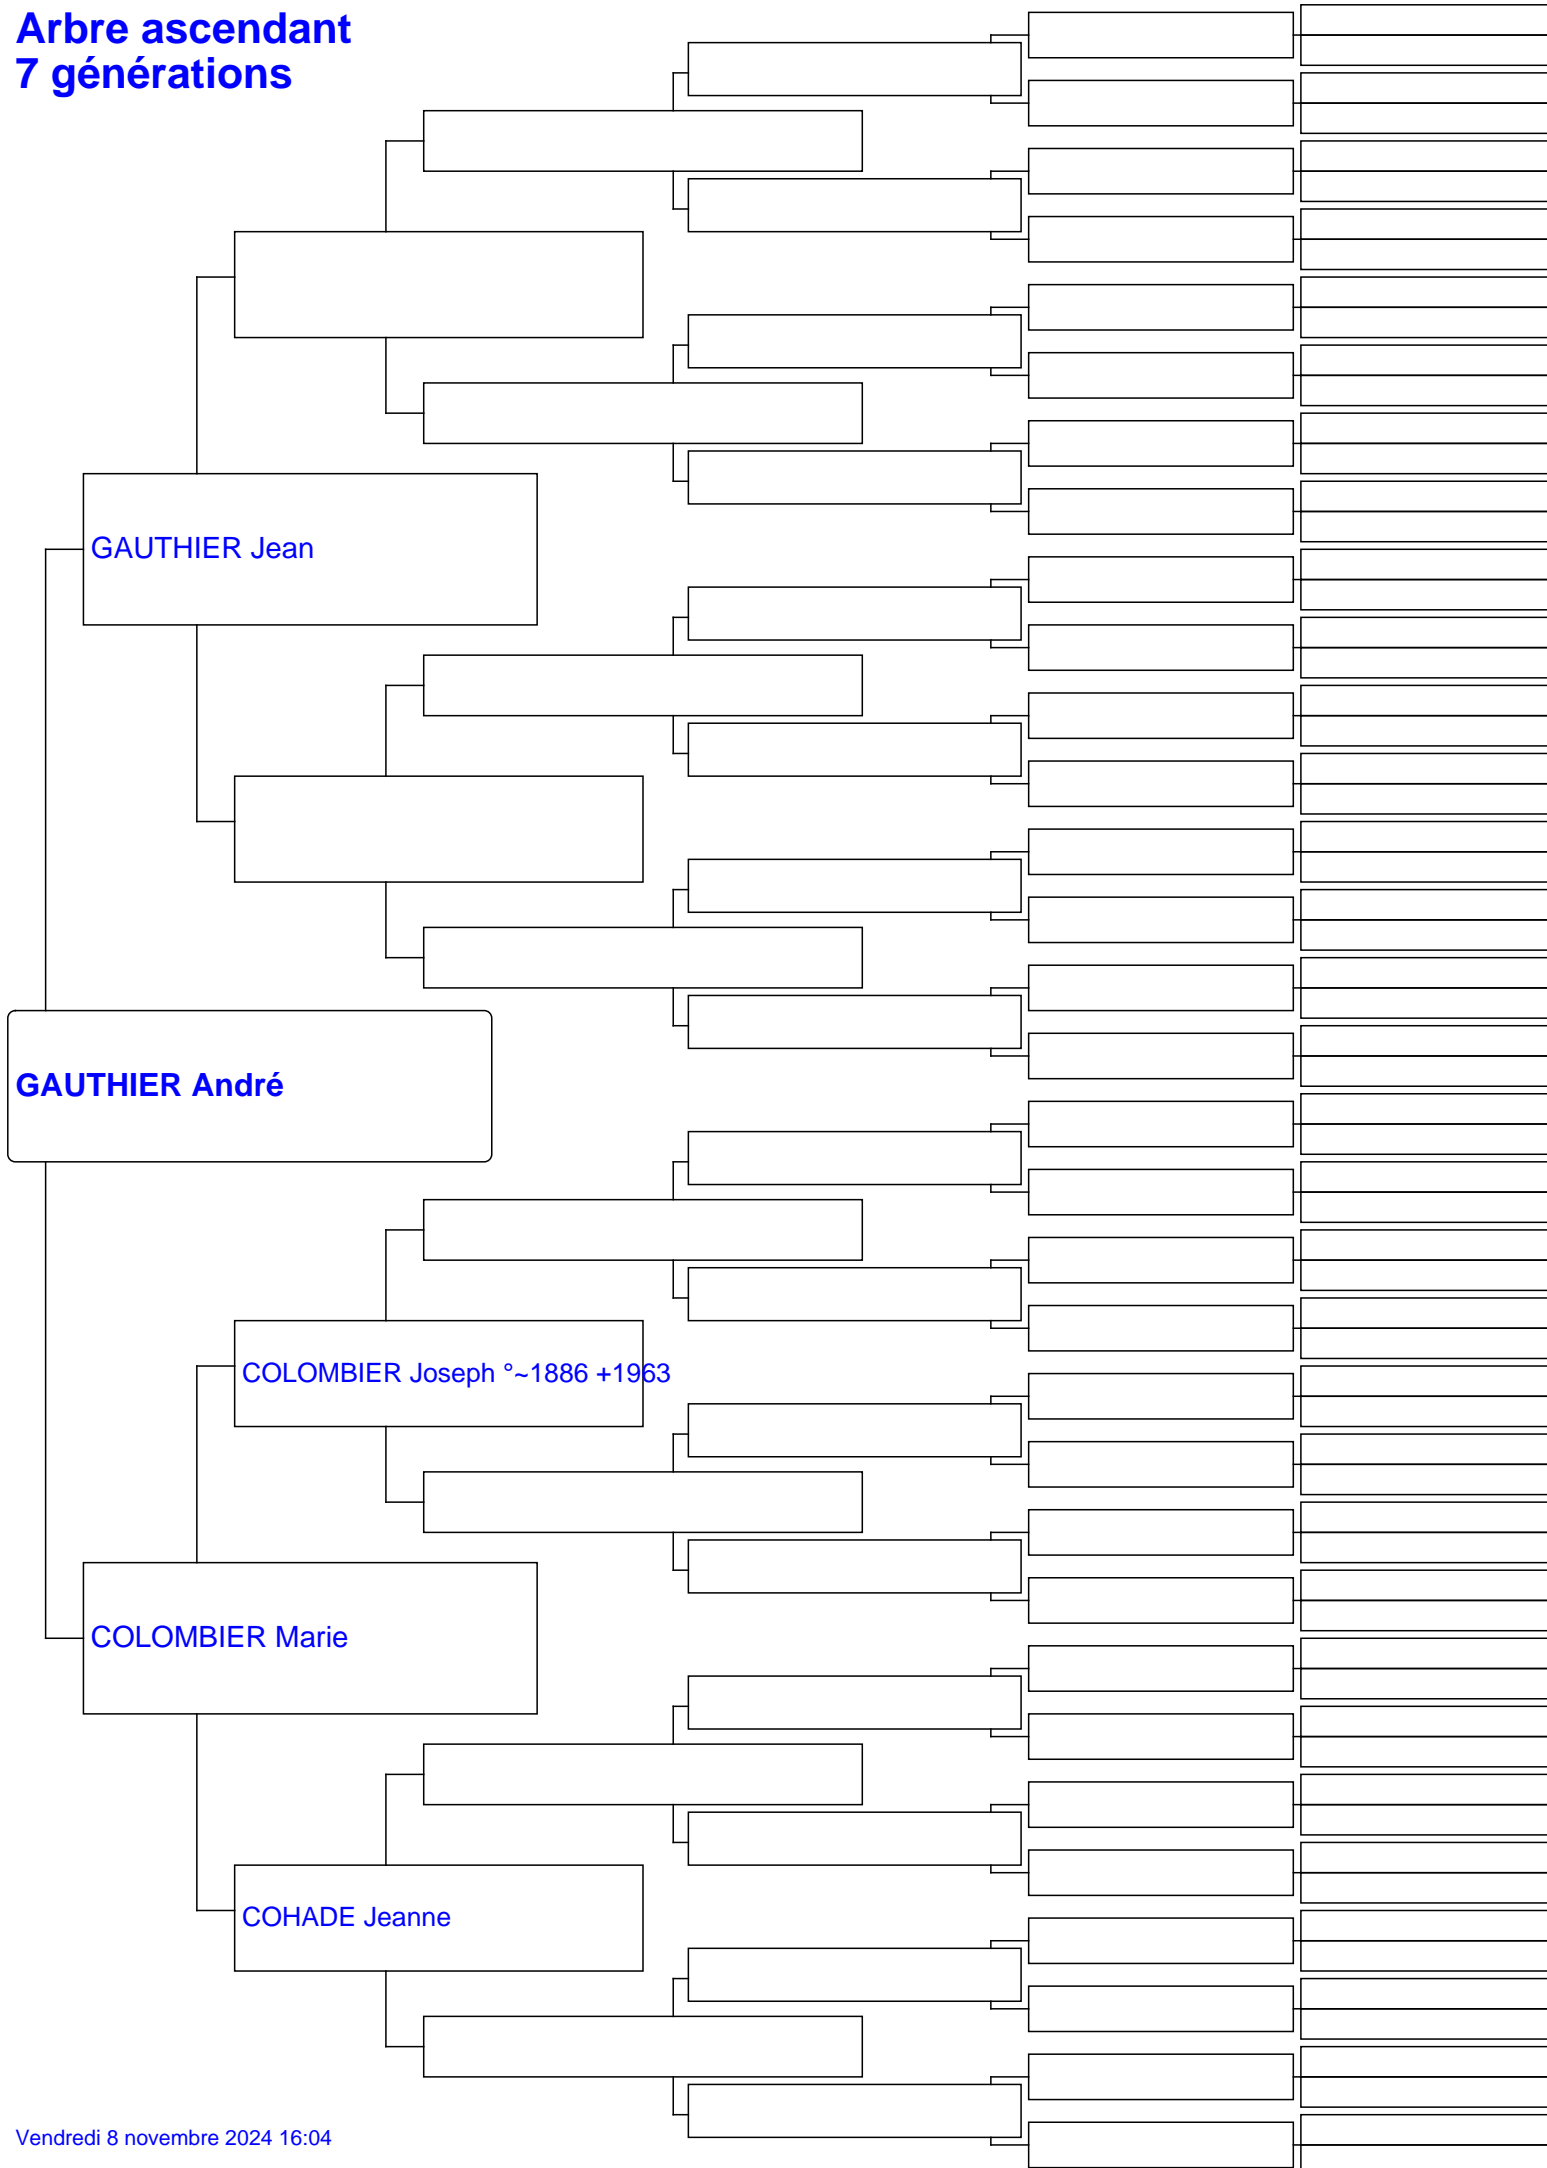 Arbre ascendant
7 générations
GAUTHIER Jean
GAUTHIER André
COLOMBIER Joseph °~1886 +1963
COLOMBIER Marie
COHADE Jeanne
Vendredi 8 novembre 2024 16:04